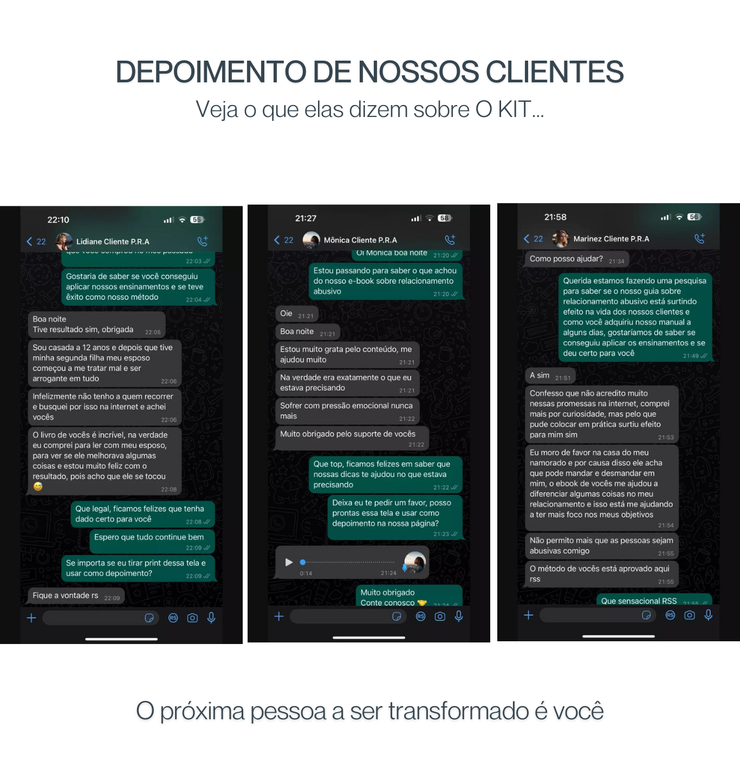 DEPOIMENTO DE NOSSOS CLIENTES
Veja o que elas dizem sobre O KIT...
22:10
56
22
Lidiane Cliente P.R.A
22:03
Gostaria de saber se você conseguiu
aplicar nossos ensinamentos e se teve
êxito como nosso método
22:04
Boa noite
Tive resultado sim, obrigada
22:05
Sou casada a 12 anos e depois que tive
minha segunda filha meu esposo
começou a me tratar mal e ser
arrogante em tudo
22:06
Infelizmente não tenho a quem recorrer
e busquei por isso na internet e achei
vocês
22:06
O livro de vocês é incrível, na verdade
eu comprei para ler com meu esposo,
para ver se ele melhorava algumas
coisas e estou muito feliz com o
resultado, pois acho que ele se tocou
😅
22:08
Que legal, ficamos felizes que tenha
dado certo para você
22:08
Espero que tudo continue bem
22:09
Se importa se eu tirar print dessa tela e
usar como depoimento?
22:09
Fique a vontade rs
22:09
21:27
22
Mônica Cliente P.R.A
Oi Mônica boa noite
21:20
Estou passando para saber o que achou
do nosso e-book sobre relacionamento
abusivo
21:20
Oie
21:21
Boa noite
21:21
Estou muito grata pelo conteúdo, me
ajudou muito
21:21
Na verdade era exatamente o que eu
estava precisando
21:21
Sofrer com pressão emocional nunca
mais
21:22
Muito obrigado pelo suporte de vocês
21:22
Que top, ficamos felizes em saber que
nossas dicas te ajudou no que estava
precisando
21:22
Deixa eu te pedir um favor, posso
prontas essa tela e usar como
depoimento na nossa página?
21:23
0:14
21:24
Muito obrigado
Conte conosco 🤝
21:58
22
Marinez Cliente P.R.A
Como posso ajudar?
21:34
Querida estamos fazendo uma pesquisa
para saber se o nosso guia sobre
relacionamento abusivo está surtindo
efeito na vida dos nossos clientes e
como você adquiriu nosso manual a
alguns dias, gostaríamos de saber se
conseguiu aplicar os ensinamentos e se
deu certo para você
21:49
A sim
21:51
Confesso que não acredito muito
nessas promessas na internet, comprei
mais por curiosidade, mas pelo que
pude colocar em prática surtiu efeito
para mim sim
21:53
Eu moro de favor na casa do meu
namorado e por causa disso ele acha
que pode mandar e desmandar em
mim, o ebook de vocês me ajudou a
diferenciar algumas coisas no meu
relacionamento e isso está me ajudando
a ter mais foco nos meus objetivos
21:54
Não permito mais que as pessoas sejam
abusivas comigo
21:55
O método de vocês está aprovado aqui
rss
21:55
Que sensacional RSS
O próxima pessoa a ser transformado é você